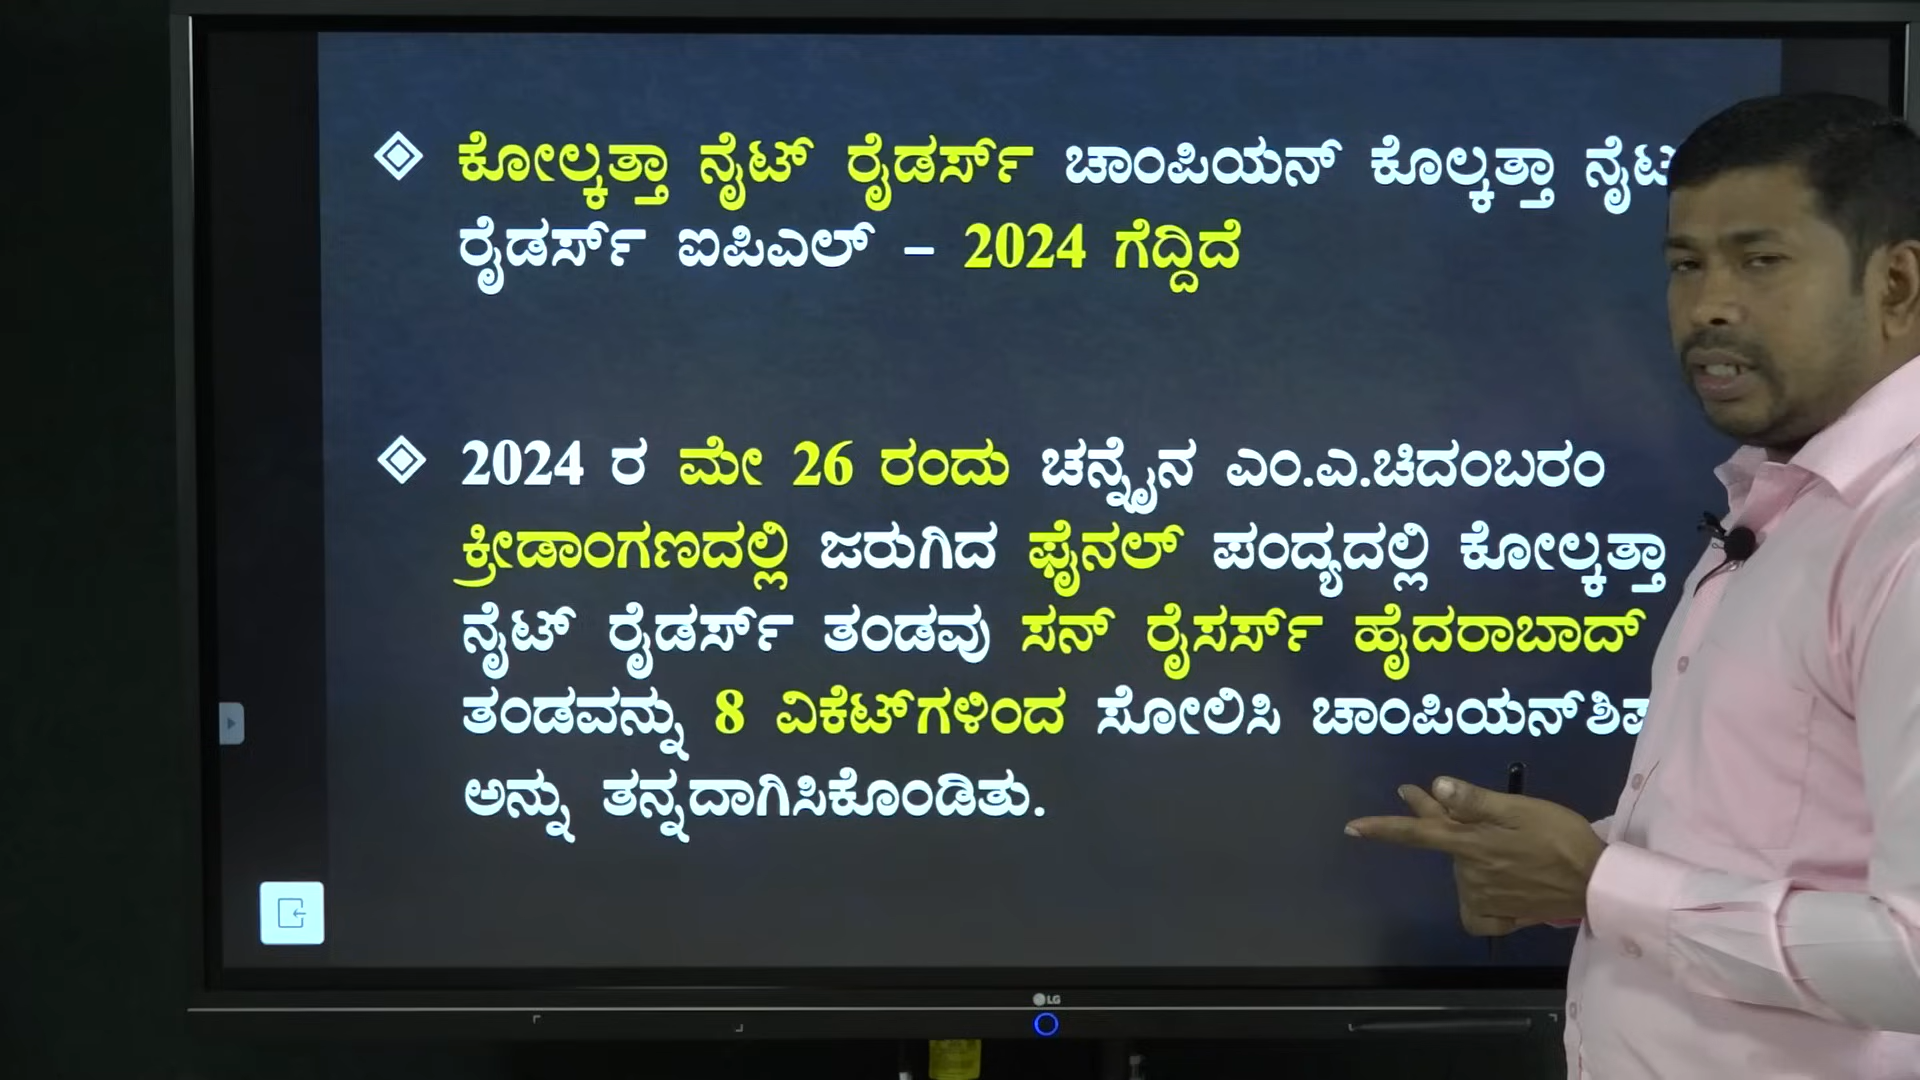 ಕೋಲ್ಕತ್ತಾ ನೈಟ್ ರೈಡರ್ಸ್ ಚಾಂಪಿಯನ್ ಕೊಲ್ಕತ್ತಾ
ರೈಡರ್ಸ್ ಐಪಿಎಲ್ – 2024 ಗೆದ್ದಿದೆ
2024 ರ ಮೇ 26 ರಂದು ಚನ್ನೈನ ಎಂ.ಎ.ಚಿದಂಬರಂ
ಕ್ರೀಡಾಂಗಣದಲ್ಲಿ ಜರುಗಿದ ಫೈನಲ್ ಪಂದ್ಯದಲ್ಲಿ ಕೋಲ್ಕತ್ತಾ
ನೈಟ್ ರೈಡರ್ಸ್ ತಂಡವು ಸನ್ ರೈಸರ್ಸ್ ಹೈದರಾಬಾದ್
ತಂಡವನ್ನು 8 ವಿಕೆಟ್‌ಗಳಿಂದ ಸೋಲಿಸಿ
ಅನ್ನು ತನ್ನದಾಗಿಸಿಕೊಂಡಿತು.
LG